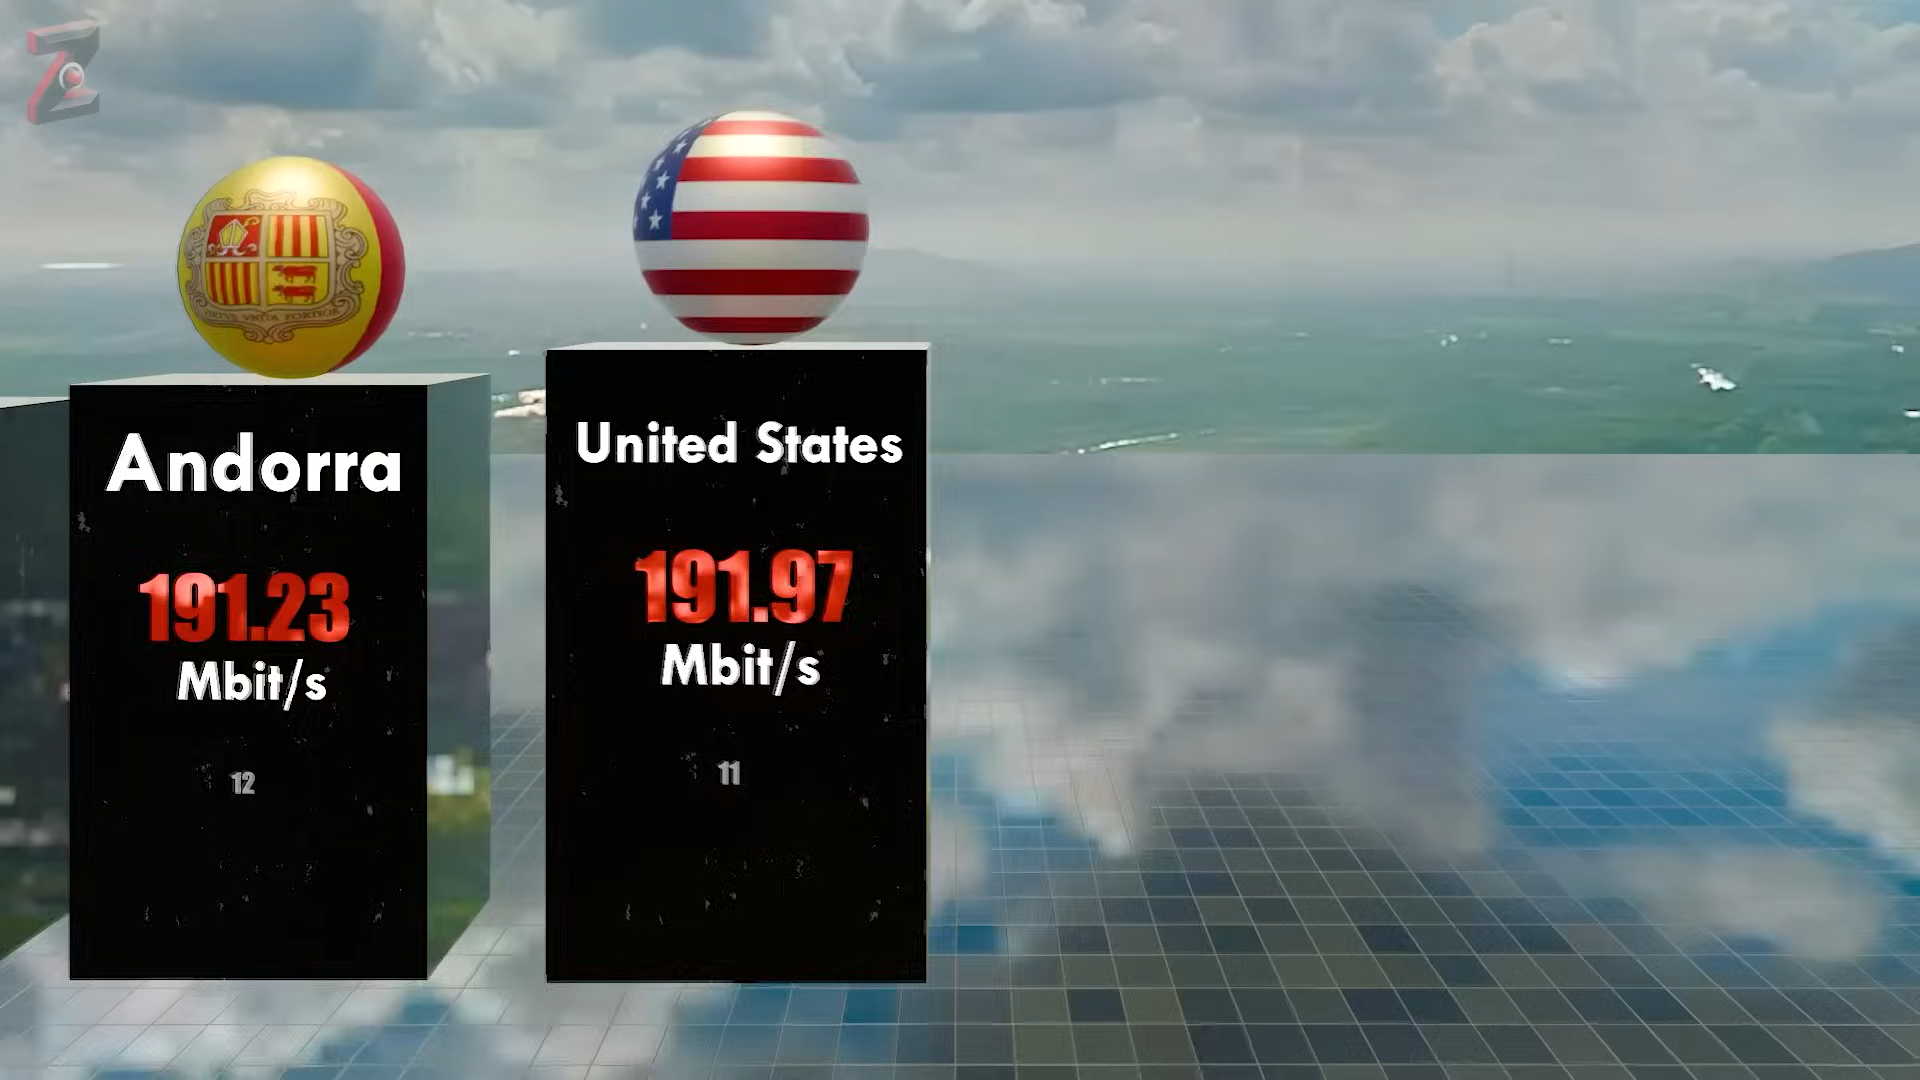 Andorra
191.23
Mbit/s
12
United States
191.97
Mbit/s
11